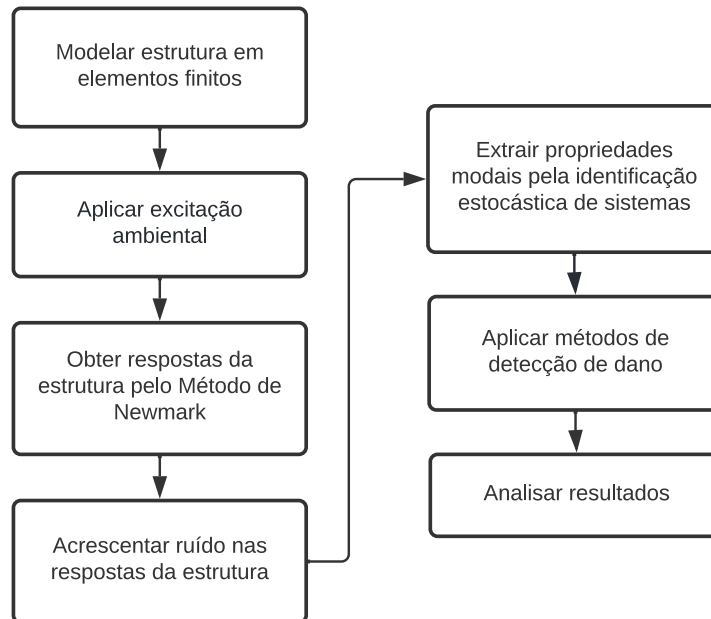 Modelar estrutura em
elementos finitos
Aplicar excitação
ambiental
Obter respostas da
estrutura pelo Método de
Newmark
Acrescentar ruído nas
respostas da estrutura
Extrair propriedades
modais pela identificação
estocástica de sistemas
Aplicar métodos de
detecção de dano
Analisar resultados